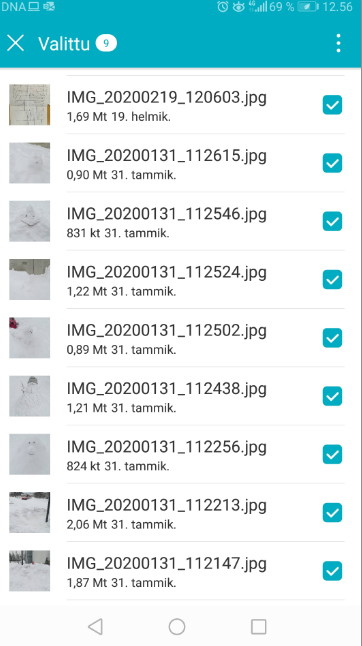 DNA 4G 69 % 12.56
Valittu 9
IMG_20200219_120603.jpg
1,69 Mt 19. helmik.
IMG_20200131_112615.jpg
0,90 Mt 31. tammik.
IMG_20200131_112546.jpg
831 kt 31. tammik.
IMG_20200131_112524.jpg
1,22 Mt 31. tammik.
IMG_20200131_112502.jpg
0,89 Mt 31. tammik.
IMG_20200131_112438.jpg
1,21 Mt 31. tammik.
IMG_20200131_112256.jpg
824 kt 31. tammik.
IMG_20200131_112213.jpg
2,06 Mt 31. tammik.
IMG_20200131_112147.jpg
1,87 Mt 31. tammik.